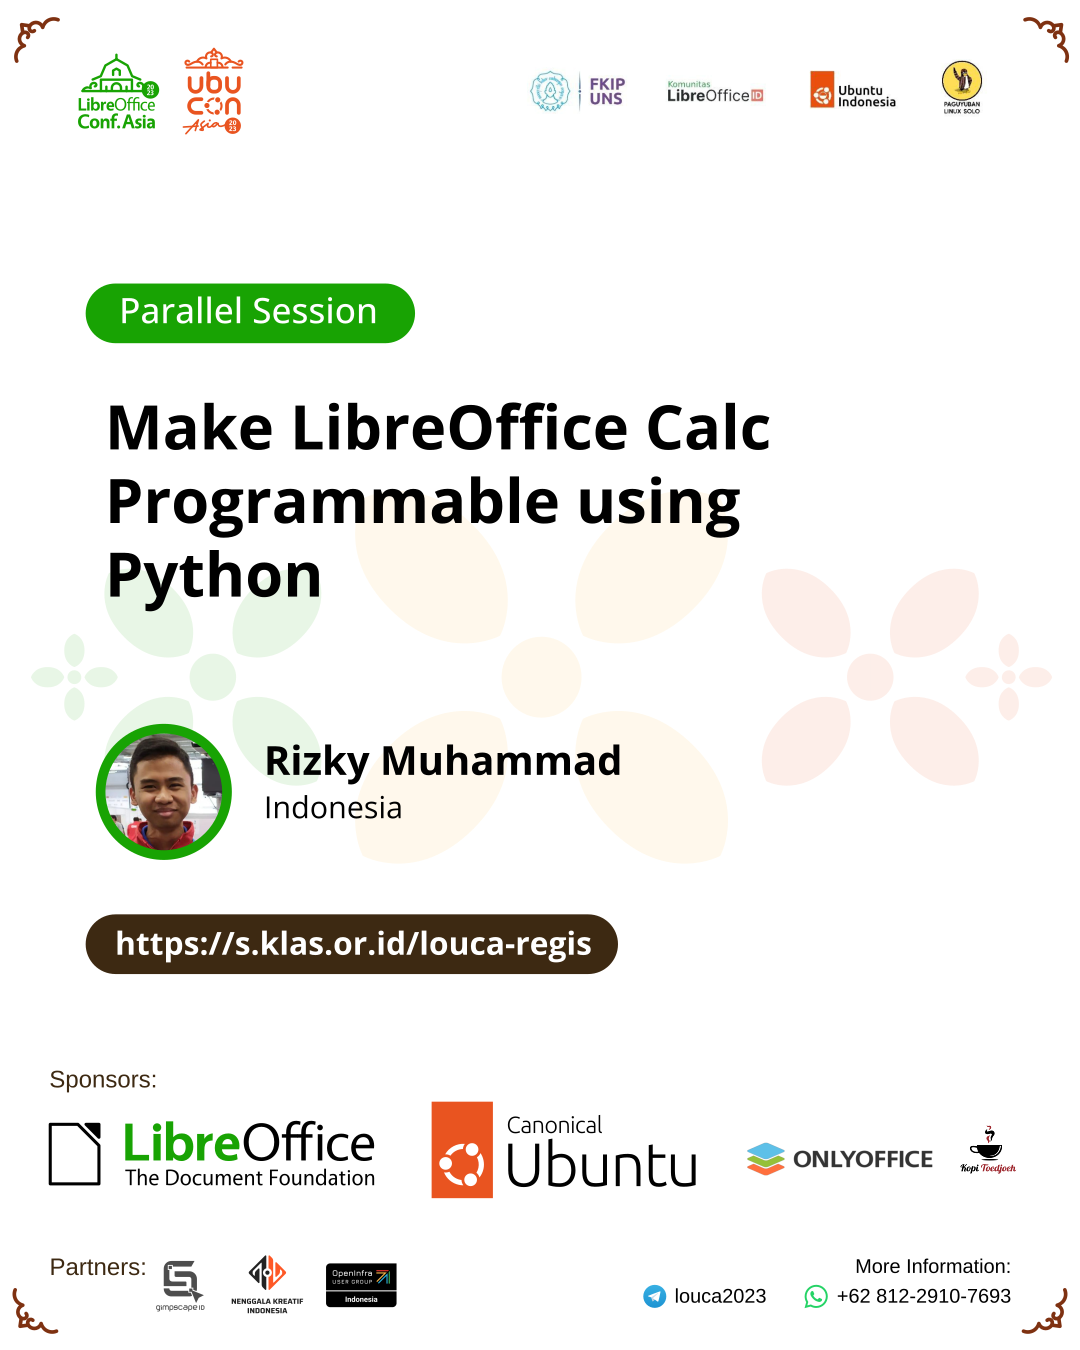 LibreOffice
Conf. Asia
2023
ubu
con
Asia 2023
FKIP
UNS
Komunitas
LibreOffice ID
Ubuntu
Indonesia
PAGUYUBAN
LINUX SOLO
Parallel Session
Make LibreOffice Calc
Programmable using
Python
Rizky Muhammad
Indonesia
https://s.klas.or.id/louca-regis
Sponsors:
LibreOffice
The Document Foundation
Canonical
Ubuntu
ONLYOFFICE
Kopi Toedjoeh
Partners:
gimpscape ID
NENGGALA KREATIF
INDONESIA
OpenInfra
USER GROUP
Indonesia
More Information:
louca2023
+62 812-2910-7693